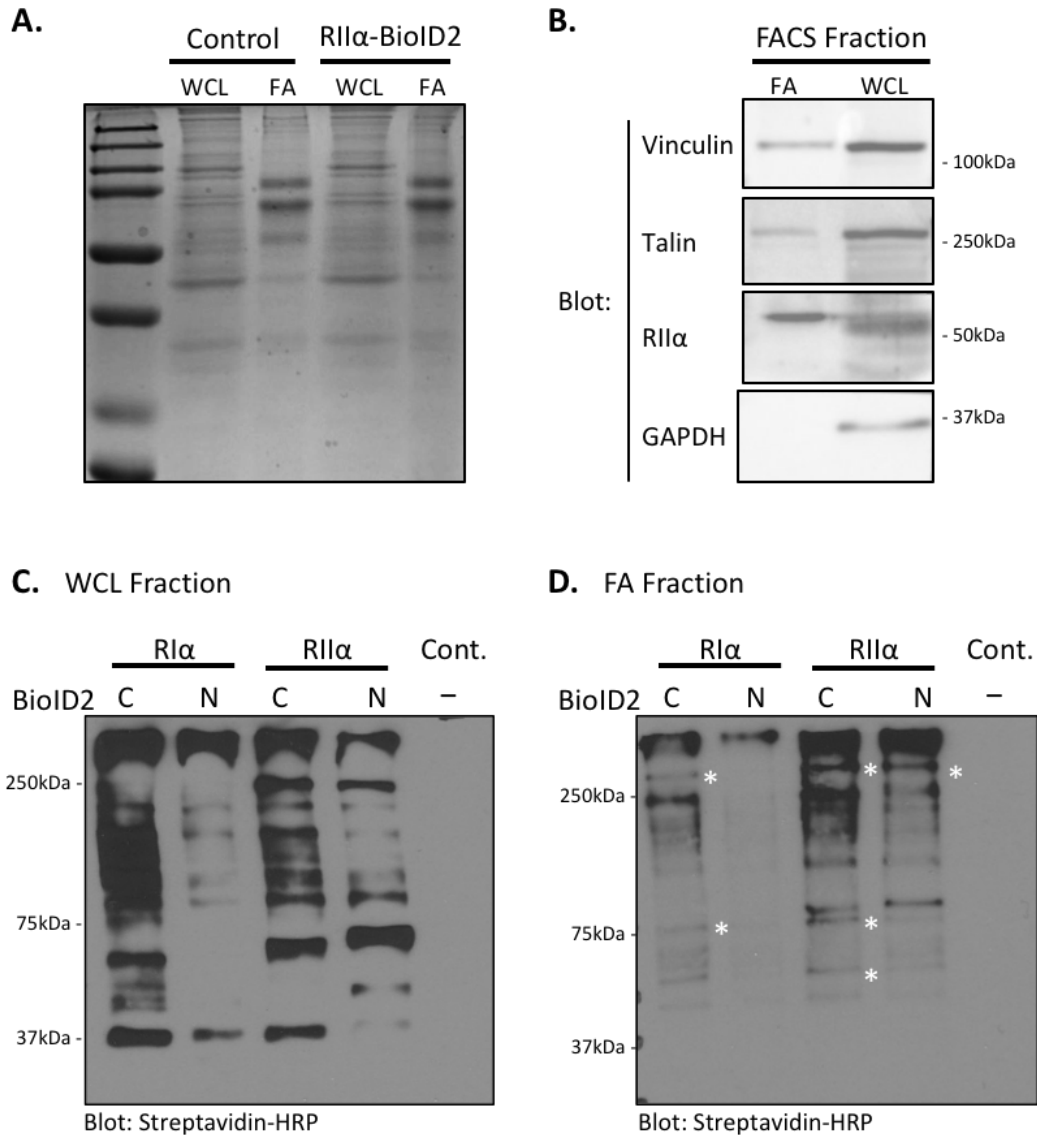 A.
Control RIIα-BioID2
WCL FA WCL FA
B.
FACS Fraction
FA WCL
Blot:
Vinculin - 100kDa
Talin - 250kDa
RIIα - 50kDa
GAPDH - 37kDa
C. WCL Fraction
RIα RIIα Cont.
BioID2 C N C N –
250kDa -
75kDa -
37kDa -
Blot: Streptavidin-HRP
D. FA Fraction
RIα RIIα Cont.
BioID2 C N C N –
250kDa -
* * *
75kDa -
* * *
37kDa -
Blot: Streptavidin-HRP